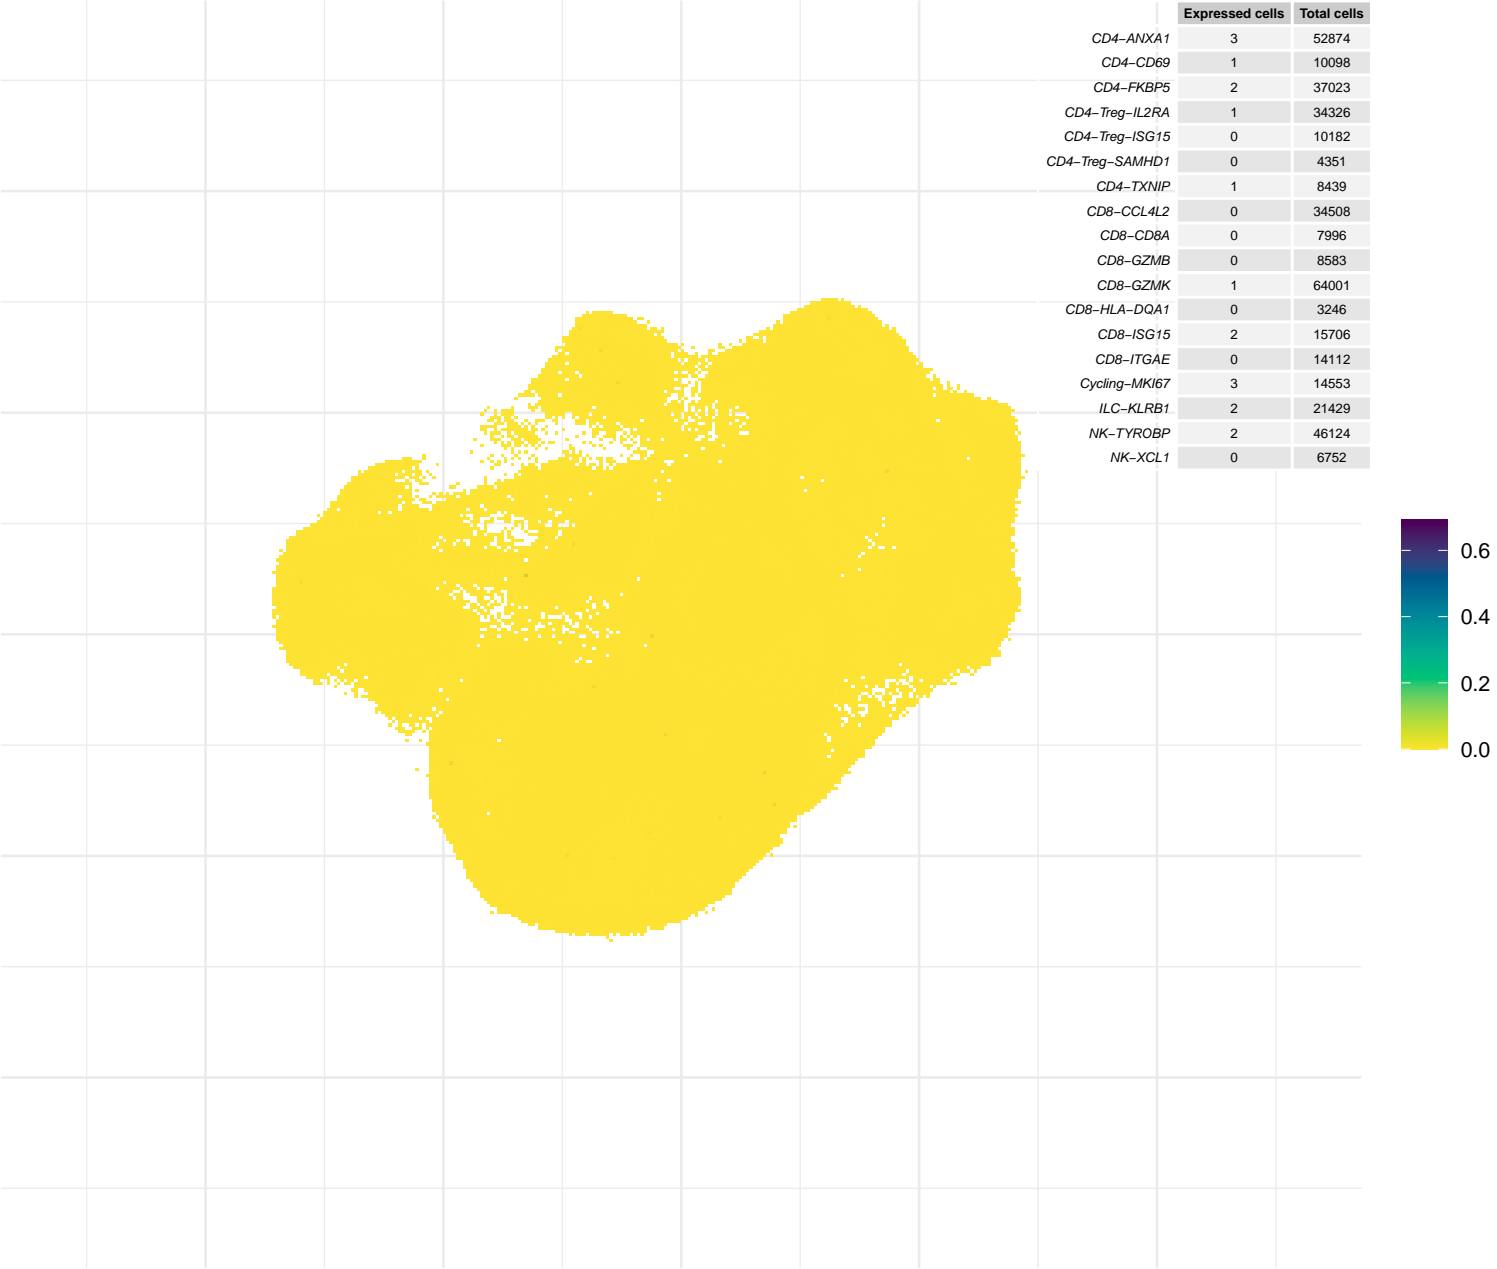 Expressed cells Total cells
CD4−ANXA1 3 52874
CD4−CD69 1 10098
CD4−FKBP5 2 37023
CD4−Treg−IL2RA 1 34326
CD4−Treg−ISG15 0 10182
CD4−Treg−SAMHD1 0 4351
CD4−TXNIP 1 8439
CD8−CCL4L2 0 34508
CD8−CD8A 0 7996
CD8−GZMB 0 8583
CD8−GZMK 1 64001
CD8−HLA−DQA1 0 3246
CD8−ISG15 2 15706
CD8−ITGAE 0 14112
Cycling−MKI67 3 14553
ILC−KLRB1 2 21429
NK−TYROBP 2 46124
NK−XCL1 0 6752
0.6
0.4
0.2
0.0